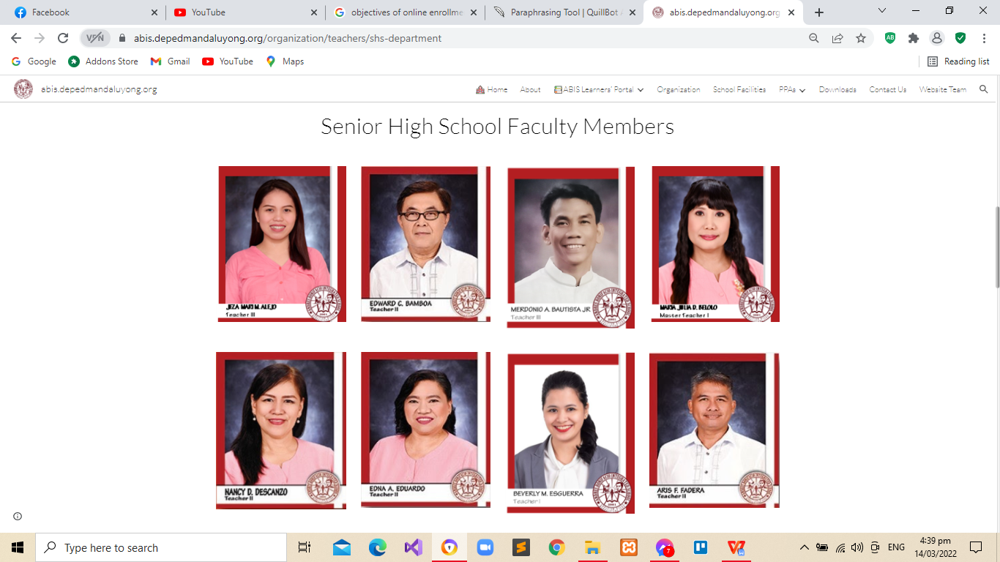 Facebook
YouTube
objectives of online enrollme
Paraphrasing Tool | QuillBot A
abis.depedmandaluyong.org
VPN
abis.depedmandaluyong.org/organization/teachers/shs-department
AB
Google
Addons Store
Gmail
YouTube
Maps
Reading list
abis.depedmandaluyong.org
Home
About
ABIS Learners' Portal
Organization
School Facilities
PPAs
Downloads
Contact Us
Website Team
Senior High School Faculty Members
JEZA MARI M. ALEJO
Teacher III
EDWARD C. BAMBOA
Teacher II
MERDONIO A. BAUTISTA JR
Teacher III
MARIA JULIA D. BELOLO
Master Teacher I
NANCY D. DESCANZO
Teacher II
EDNA A. EDUARDO
Teacher II
BEVERLY M. ESGUERRA
Teacher I
ARIS F. FADERA
Teacher II
Type here to search
7
ENG
4:39 pm
14/03/2022